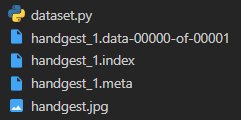 dataset.py
handgest_1.data-00000-of-00001
handgest_1.index
handgest_1.meta
handgest.jpg